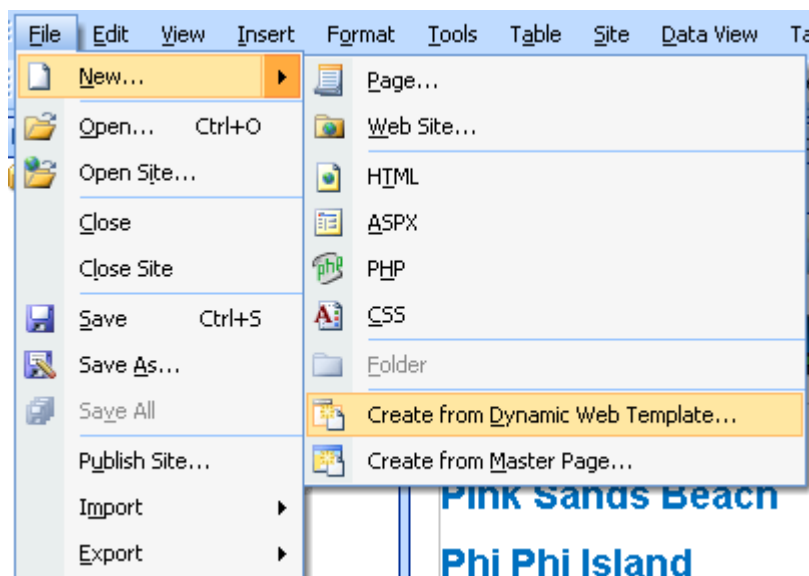 File Edit View Insert Format Tools Table Site Data View
New...
Open... Ctrl+O
Open Site...
Close
Close Site
Save Ctrl+S
Save As...
Save All
Publish Site...
Import
Export
Page...
Web Site...
HTML
ASPX
PHP
CSS
Folder
Create from Dynamic Web Template...
Create from Master Page...
Pink Sands Beach
Phi Phi Island